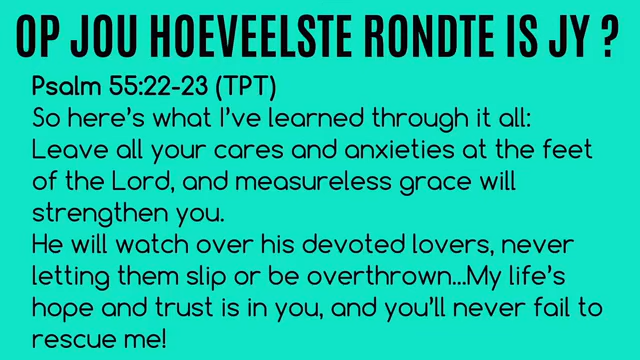 OP JOU HOEVEELSTE RONDTE IS JY ?
Psalm 55:22-23 (TPT)
So here's what I've learned through it all:
Leave all your cares and anxieties at the feet
of the Lord, and measureless grace will
strengthen you.
He will watch over his devoted lovers, never
letting them slip or be overthrown...My life's
hope and trust is in you, and you'll never fail to
rescue me!